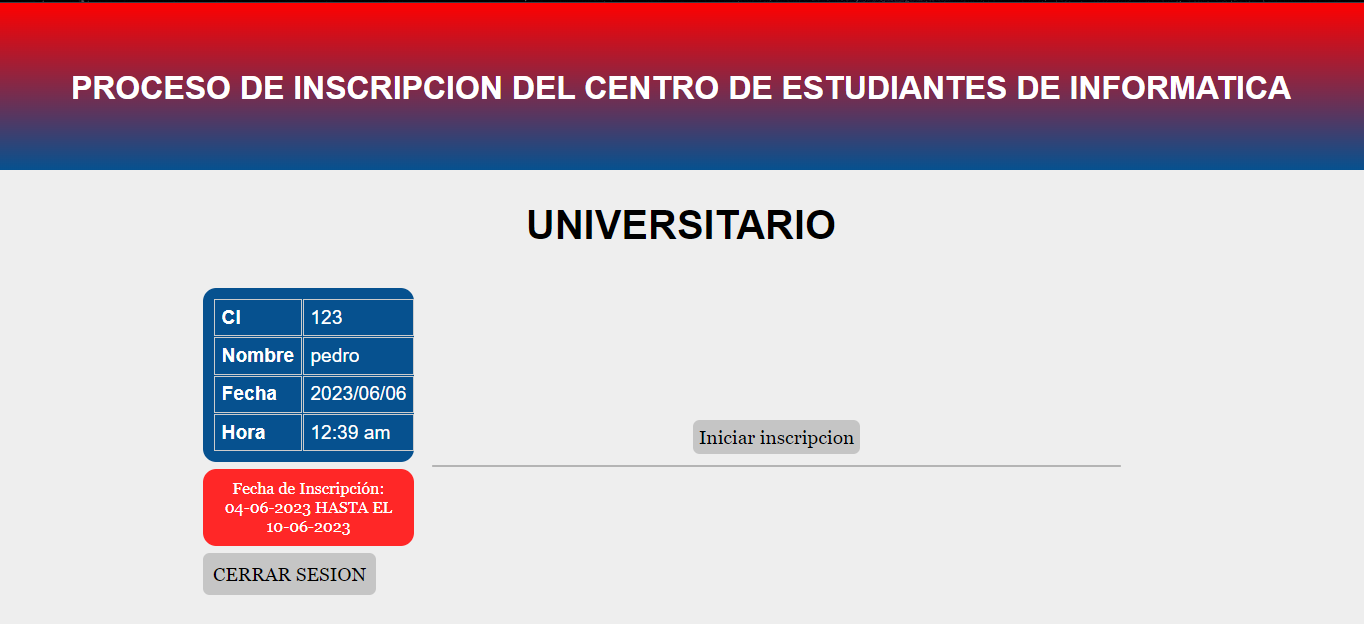 PROCESO DE INSCRIPCION DEL CENTRO DE ESTUDIANTES DE INFORMATICA
UNIVERSITARIO
CI 123
Nombre pedro
Fecha 2023/06/06
Hora 12:39 am
Fecha de Inscripción:
04-06-2023 HASTA EL
10-06-2023
CERRAR SESION
Iniciar inscripcion